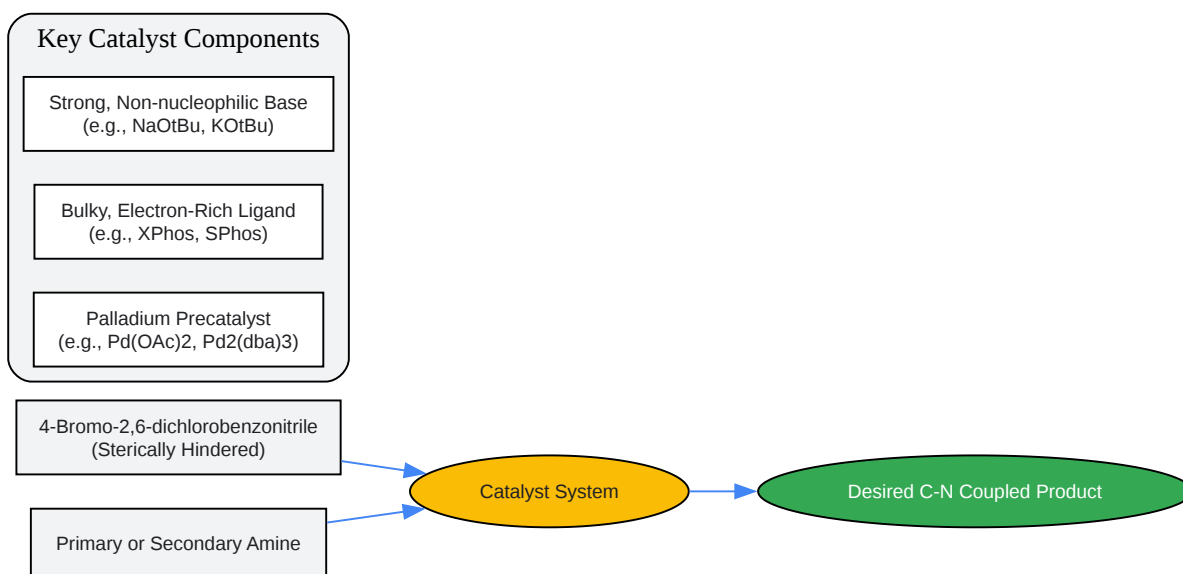 Key Catalyst Components
Strong, Non-nucleophilic Base
(e.g., NaOtBu, KOtBu)
Bulky, Electron-Rich Ligand
(e.g., XPhos, SPhos)
Palladium Precatalyst
(e.g., Pd(OAc)2, Pd2(dba)3)
4-Bromo-2,6-dichlorobenzonitrile
(Sterically Hindered)
Primary or Secondary Amine
Catalyst System
Desired C-N Coupled Product